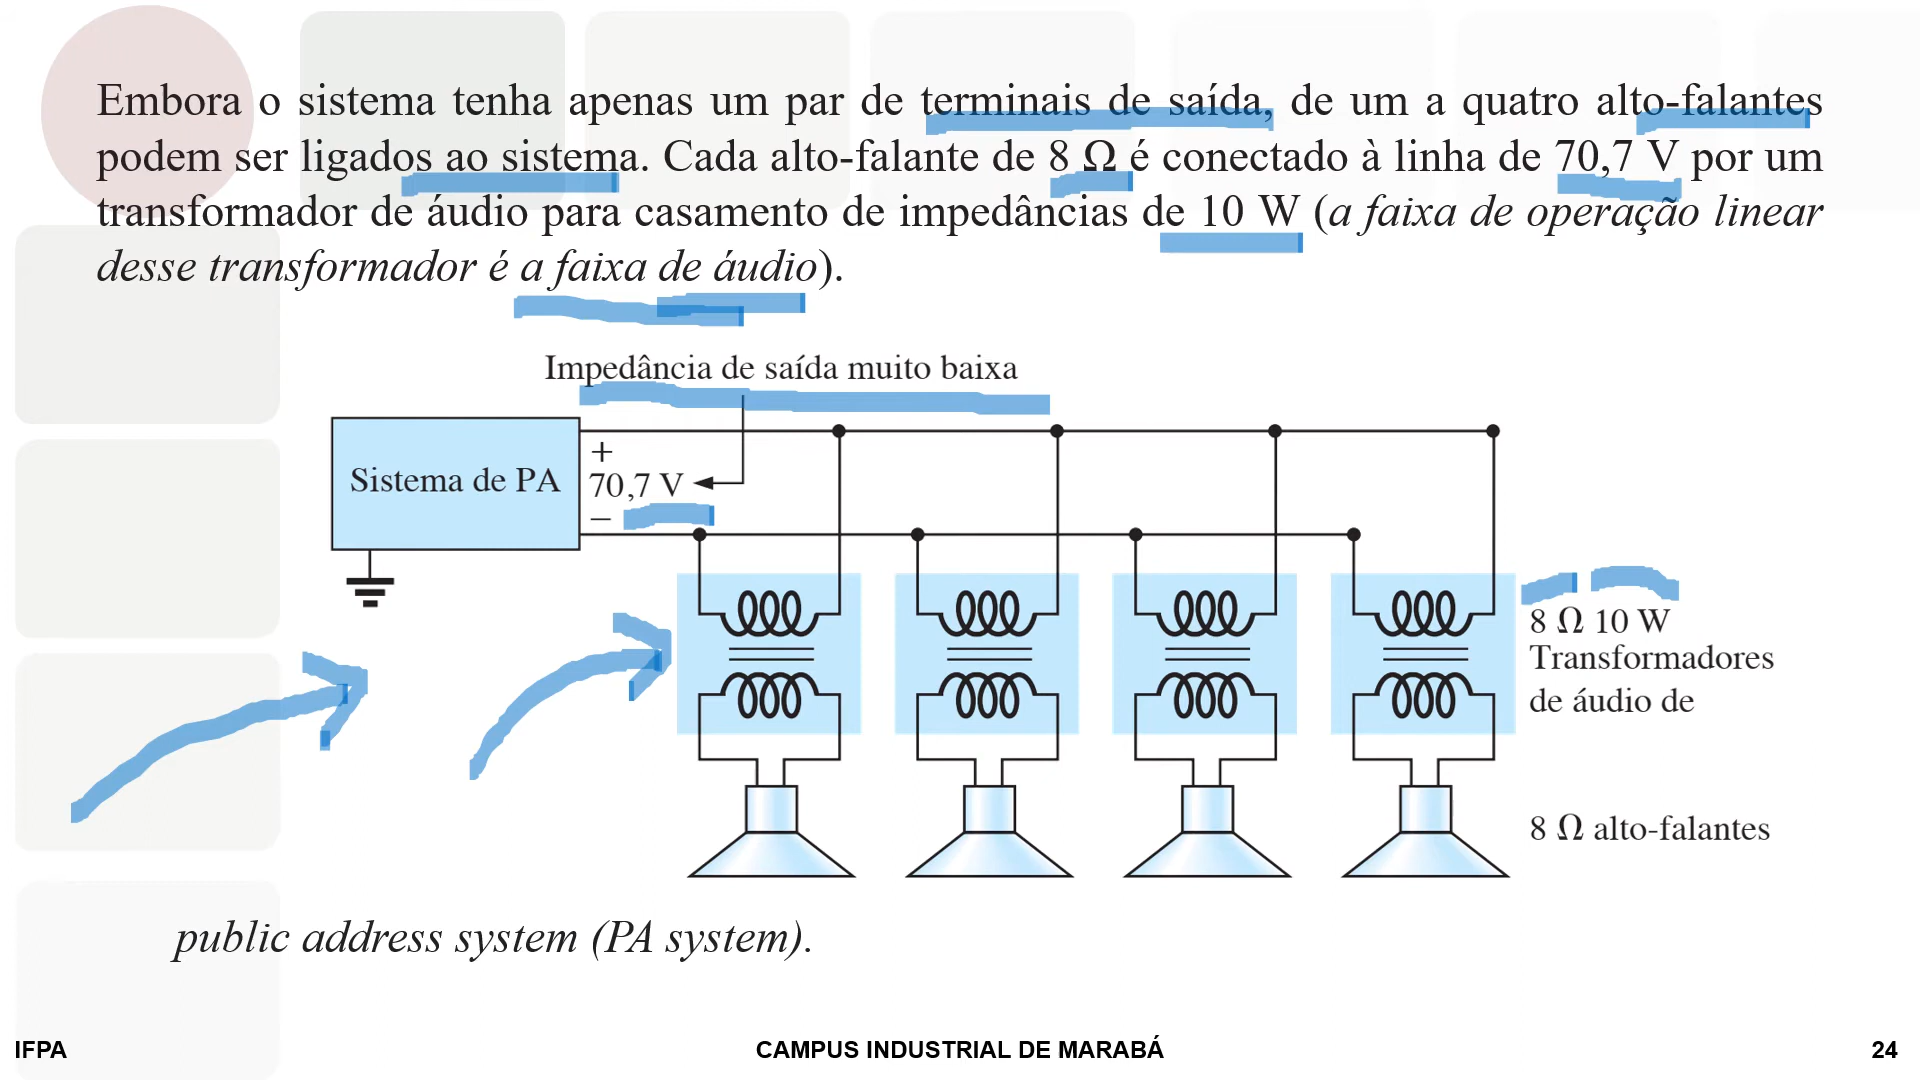 Embora o sistema tenha apenas um par de terminais de saída, de um a quatro alto-falantes
podem ser ligados ao sistema. Cada alto-falante de 8 Ω é conectado à linha de 70,7 V por um
transformador de áudio para casamento de impedâncias de 10 W (a faixa de operação linear
desse transformador é a faixa de áudio).
Impedância de saída muito baixa
Sistema de PA
+
70,7 V
−
8 Ω 10 W
Transformadores
de áudio de
8 Ω alto-falantes
public address system (PA system).
IFPA
CAMPUS INDUSTRIAL DE MARABÁ
24